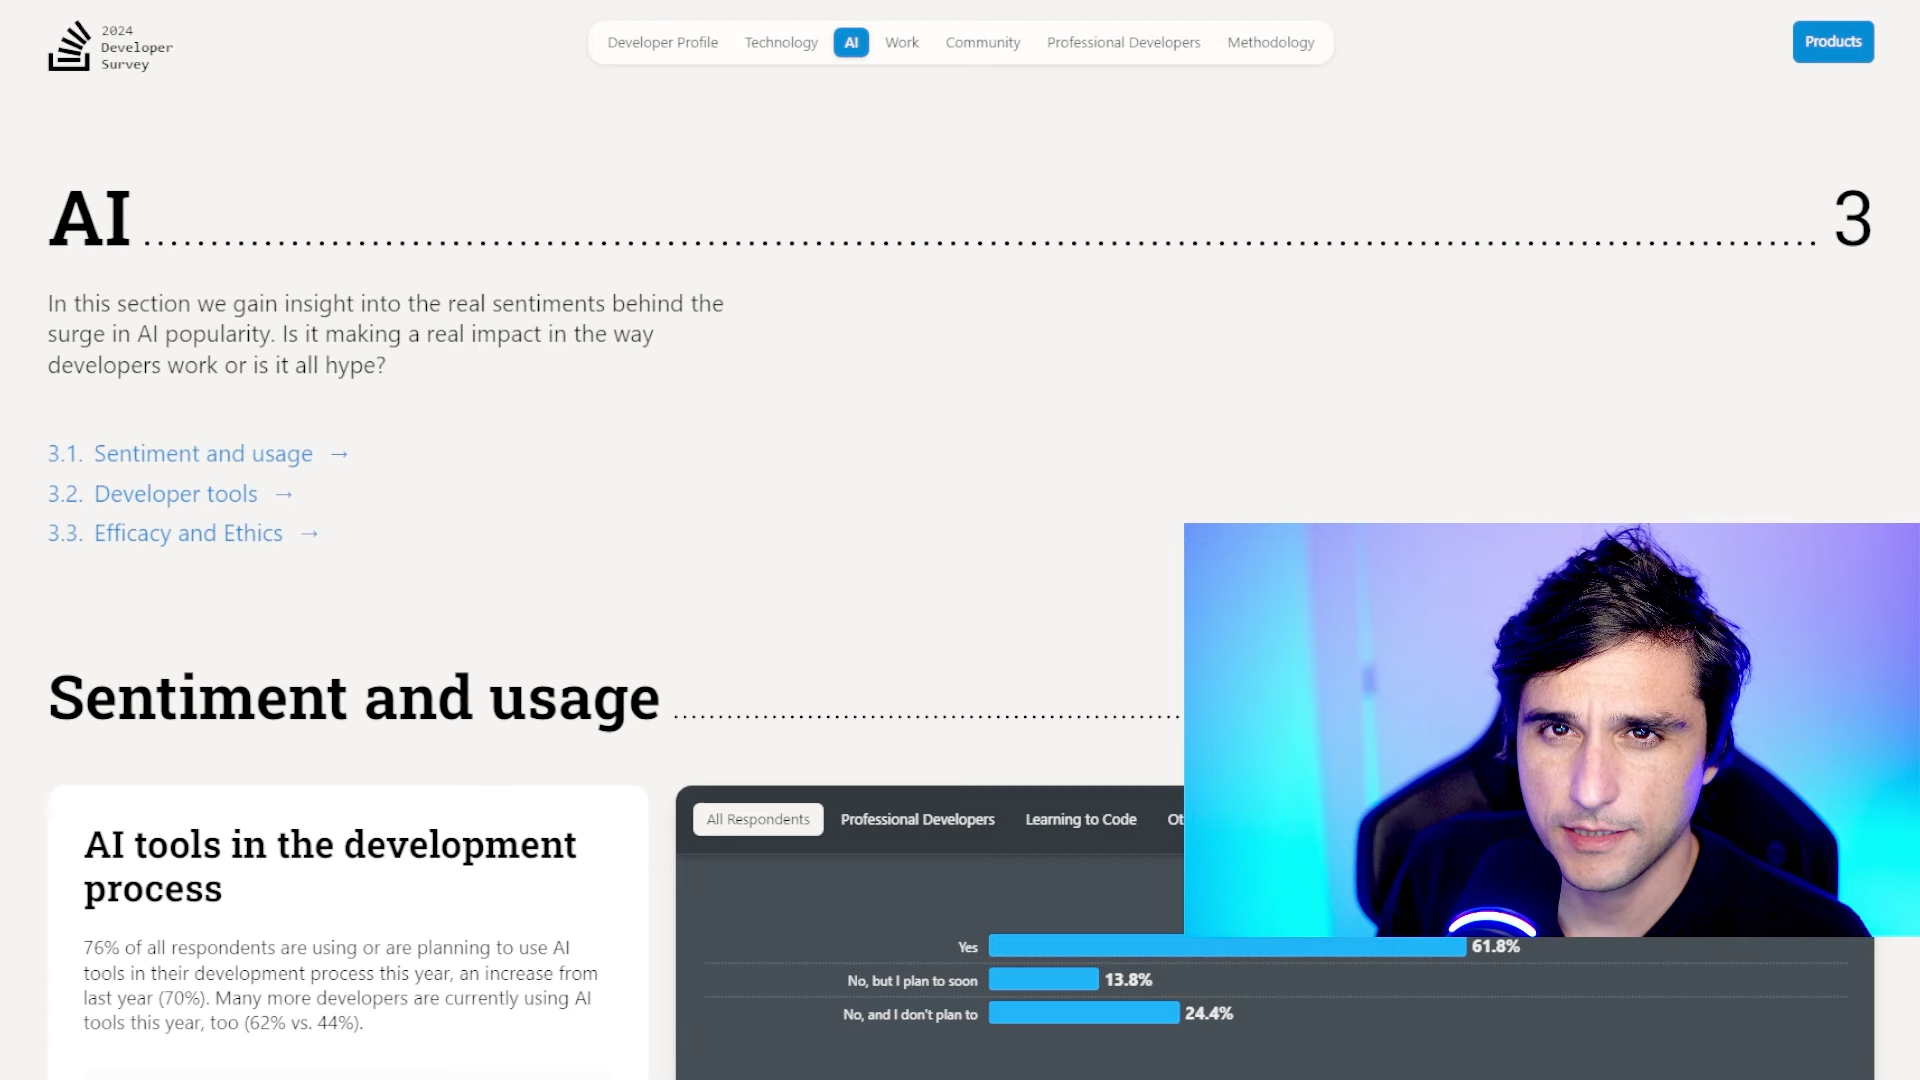 2024
Developer
Survey
Developer Profile
Technology
AI
Work
Community
Professional Developers
Methodology
Products
AI
3
In this section we gain insight into the real sentiments behind the
surge in AI popularity. Is it making a real impact in the way
developers work or is it all hype?
3.1. Sentiment and usage →
3.2. Developer tools →
3.3. Efficacy and Ethics →
Sentiment and usage
AI tools in the development
process
76% of all respondents are using or are planning to use AI
tools in their development process this year, an increase from
last year (70%). Many more developers are currently using AI
tools this year, too (62% vs. 44%).
All Respondents
Professional Developers
Learning to Code
Yes 61.8%
No, but I plan to soon 13.8%
No, and I don't plan to 24.4%